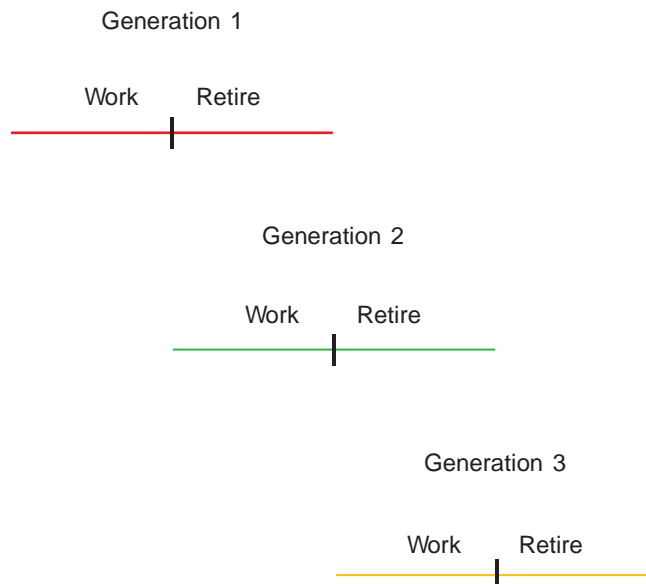 Generation 1
Work Retire
Generation 2
Work Retire
Generation 3
Work Retire